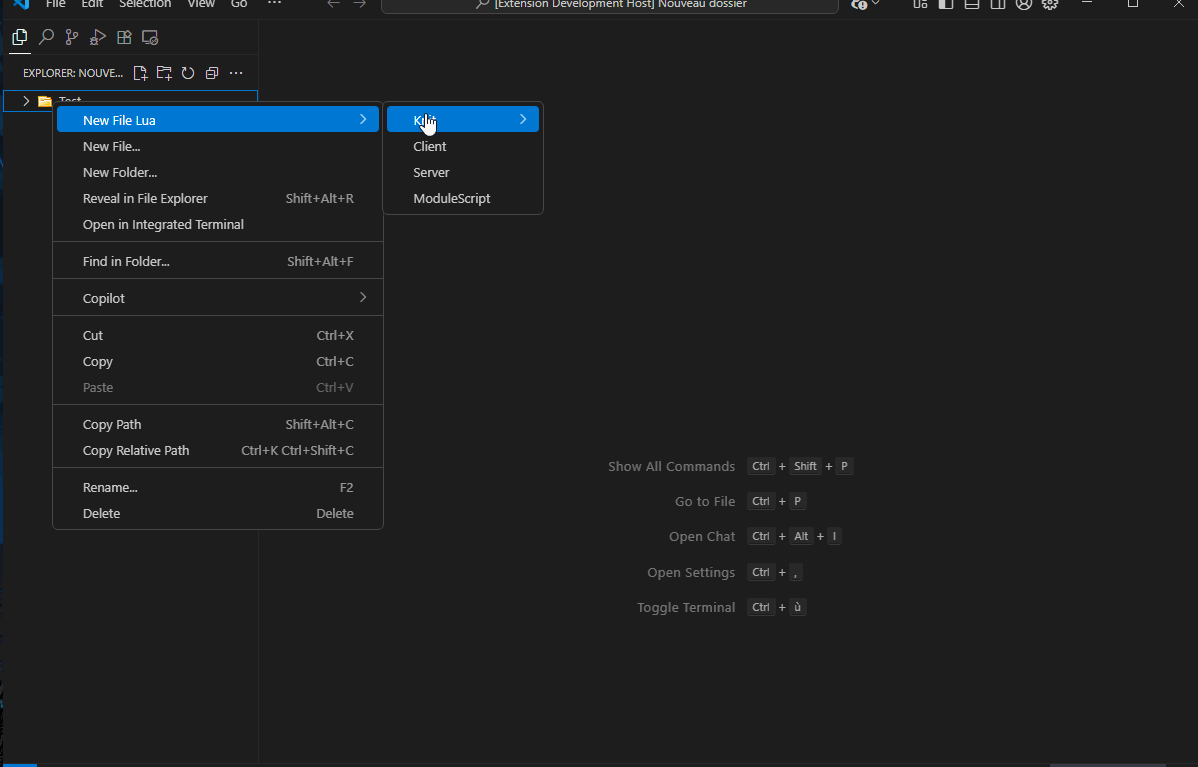 File Edit Selection View Go ···
[Extension Development Host] Nouveau dossier
EXPLORER: NOUVE...
Test
New File Lua
New File...
New Folder...
Reveal in File Explorer Shift+Alt+R
Open in Integrated Terminal
Find in Folder... Shift+Alt+F
Copilot
Cut Ctrl+X
Copy Ctrl+C
Paste Ctrl+V
Copy Path Shift+Alt+C
Copy Relative Path Ctrl+K Ctrl+Shift+C
Rename... F2
Delete Delete
Client
Server
ModuleScript
Show All Commands Ctrl + Shift + P
Go to File Ctrl + P
Open Chat Ctrl + Alt + I
Open Settings Ctrl + ,
Toggle Terminal Ctrl + ù